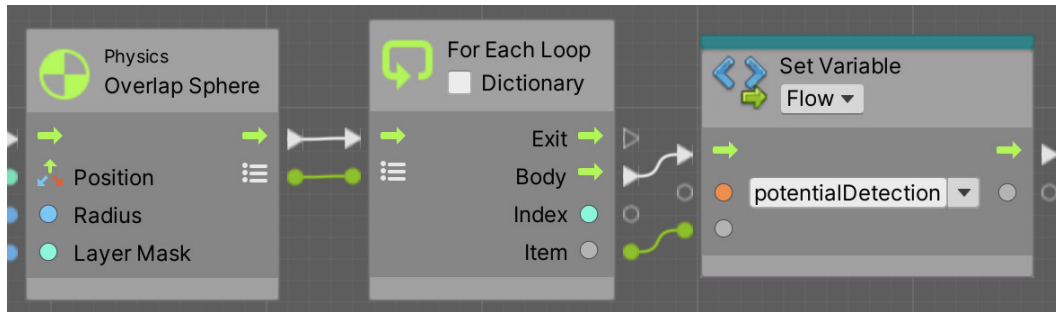 Physics
Overlap Sphere
Position
Radius
Layer Mask
For Each Loop
Dictionary
Exit
Body
Index
Item
Set Variable
Flow
potentialDetection